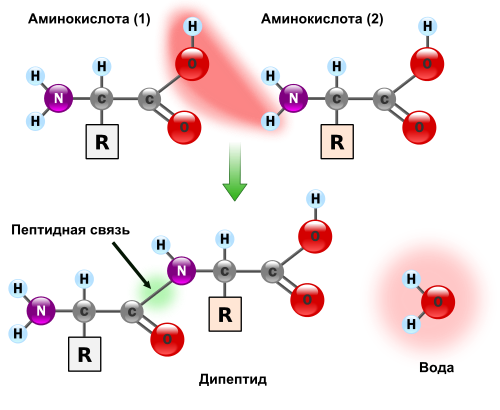 Аминокислота (1) Аминокислота (2)
H H
H O H H O
N C C N C C
H O H O
R R
Пептидная связь
H
H H O
N C C
H H O
N C C H O
H O R H
R
Дипептид Вода